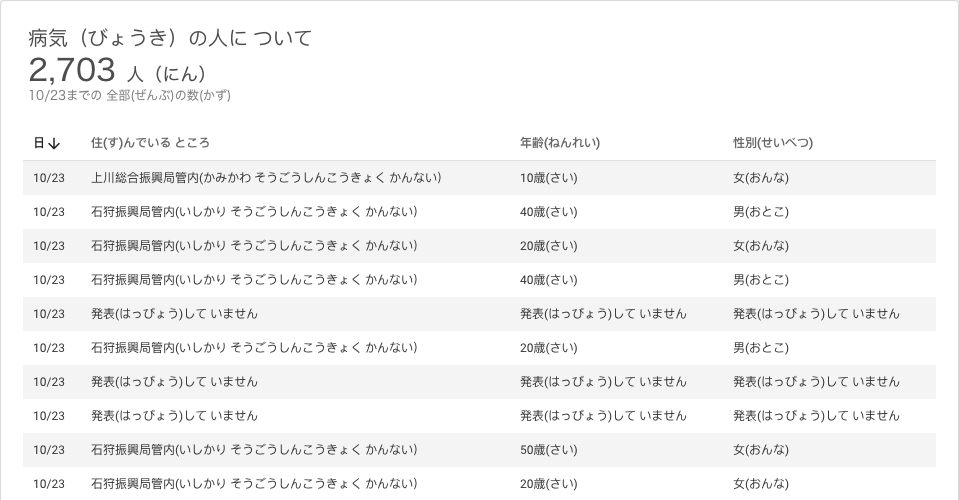 病気（びょうき）の人に ついて
2,703 人（にん）
10/23までの 全部(ぜんぶ)の数(かず)
日↓ 住(す)んでいる ところ 年齢(ねんれい) 性別(せいべつ)
10/23 上川総合振興局管内(かみかわ そうごうしんこうきょく かんない) 10歳(さい) 女(おんな)
10/23 石狩振興局管内(いしかり そうごうしんこうきょく かんない) 40歳(さい) 男(おとこ)
10/23 石狩振興局管内(いしかり そうごうしんこうきょく かんない) 20歳(さい) 女(おんな)
10/23 石狩振興局管内(いしかり そうごうしんこうきょく かんない) 40歳(さい) 男(おとこ)
10/23 発表(はっぴょう)して いません 発表(はっぴょう)して いません 発表(はっぴょう)して いません
10/23 石狩振興局管内(いしかり そうごうしんこうきょく かんない) 20歳(さい) 男(おとこ)
10/23 発表(はっぴょう)して いません 発表(はっぴょう)して いません 発表(はっぴょう)して いません
10/23 発表(はっぴょう)して いません 発表(はっぴょう)して いません 発表(はっぴょう)して いません
10/23 石狩振興局管内(いしかり そうごうしんこうきょく かんない) 50歳(さい) 女(おんな)
10/23 石狩振興局管内(いしかり そうごうしんこうきょく かんない) 20歳(さい) 女(おんな)